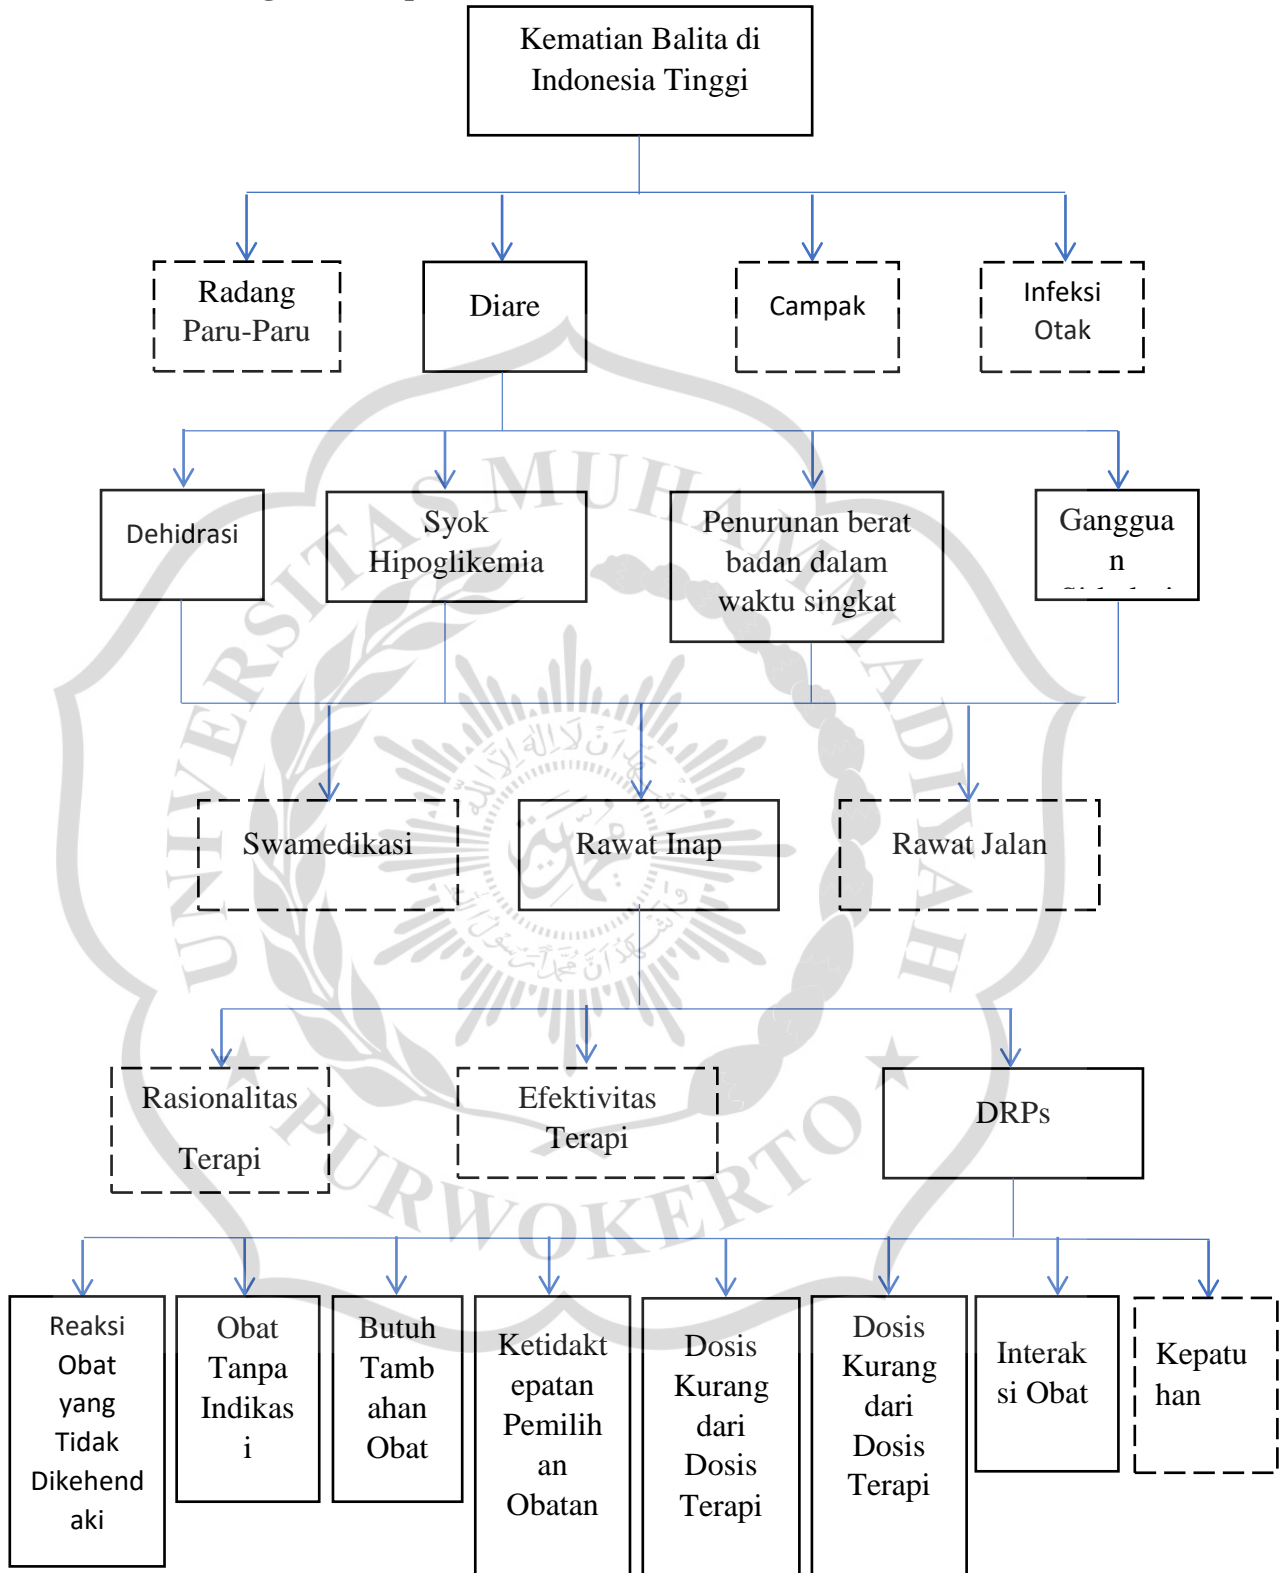 Kematian Balita di
Indonesia Tinggi
Radang
Paru-Paru
Diare
Campak
Infeksi
Otak
Dehidrasi
Syok
Hipoglikemia
Penurunan berat
badan dalam
waktu singkat
Ganggua
n
Swamedikasi
Rawat Inap
Rawat Jalan
Rasionalitas
Terapi
Efektivitas
Terapi
DRPs
Reaksi
Obat
yang
Tidak
Dikehend
aki
Obat
Tanpa
Indikas
i
Butuh
Tamb
ahan
Obat
Ketidakt
epatan
Pemilih
an
Obatan
Dosis
Kurang
dari
Dosis
Terapi
Dosis
Kurang
dari
Dosis
Terapi
Interak
si Obat
Kepatu
han
UNIVERSITAS MUHAMMADIYAH
PURWOKERTO